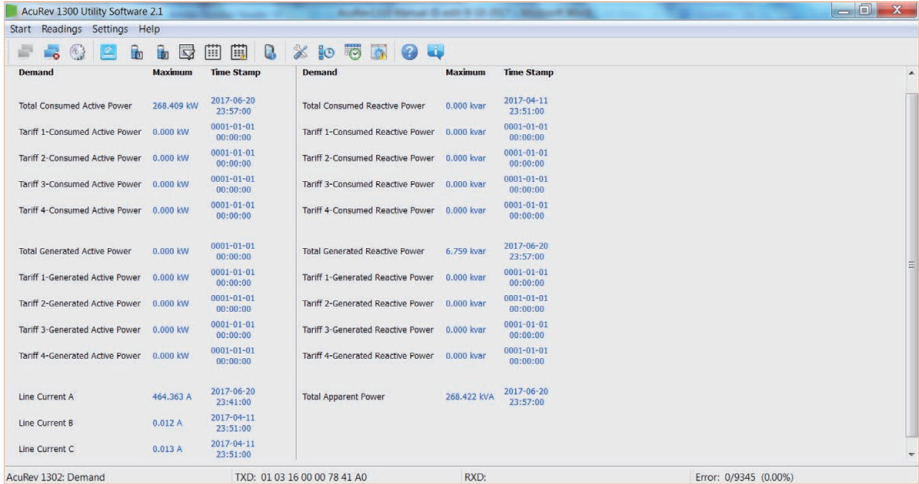 AcuRev 1300 Utility Software 2.1
Start Readings Settings Help
Demand Maximum Time Stamp Demand Maximum Time Stamp
Total Consumed Active Power 268.409 kW 2017-06-20 23:57:00 Total Consumed Reactive Power 0.000 kvar 2017-04-11 23:51:00
Tariff 1-Consumed Active Power 0.000 kW 0001-01-01 00:00:00 Tariff 1-Consumed Reactive Power 0.000 kvar 0001-01-01 00:00:00
Tariff 2-Consumed Active Power 0.000 kW 0001-01-01 00:00:00 Tariff 2-Consumed Reactive Power 0.000 kvar 0001-01-01 00:00:00
Tariff 3-Consumed Active Power 0.000 kW 0001-01-01 00:00:00 Tariff 3-Consumed Reactive Power 0.000 kvar 0001-01-01 00:00:00
Tariff 4-Consumed Active Power 0.000 kW 0001-01-01 00:00:00 Tariff 4-Consumed Reactive Power 0.000 kvar 0001-01-01 00:00:00
Total Generated Active Power 0.000 kW 0001-01-01 00:00:00 Total Generated Reactive Power 6.759 kvar 2017-06-20 23:57:00
Tariff 1-Generated Active Power 0.000 kW 0001-01-01 00:00:00 Tariff 1-Generated Reactive Power 0.000 kvar 0001-01-01 00:00:00
Tariff 2-Generated Active Power 0.000 kW 0001-01-01 00:00:00 Tariff 2-Generated Reactive Power 0.000 kvar 0001-01-01 00:00:00
Tariff 3-Generated Active Power 0.000 kW 0001-01-01 00:00:00 Tariff 3-Generated Reactive Power 0.000 kvar 0001-01-01 00:00:00
Tariff 4-Generated Active Power 0.000 kW 0001-01-01 00:00:00 Tariff 4-Generated Reactive Power 0.000 kvar 0001-01-01 00:00:00
Line Current A 464.363 A 2017-06-20 23:41:00 Total Apparent Power 268.422 kVA 2017-06-20 23:57:00
Line Current B 0.012 A 2017-04-11 23:51:00
Line Current C 0.013 A 2017-04-11 23:51:00
AcuRev 1302: Demand TXD: 01 03 16 00 00 78 41 A0 RXD: Error: 0/9345 (0.00%)